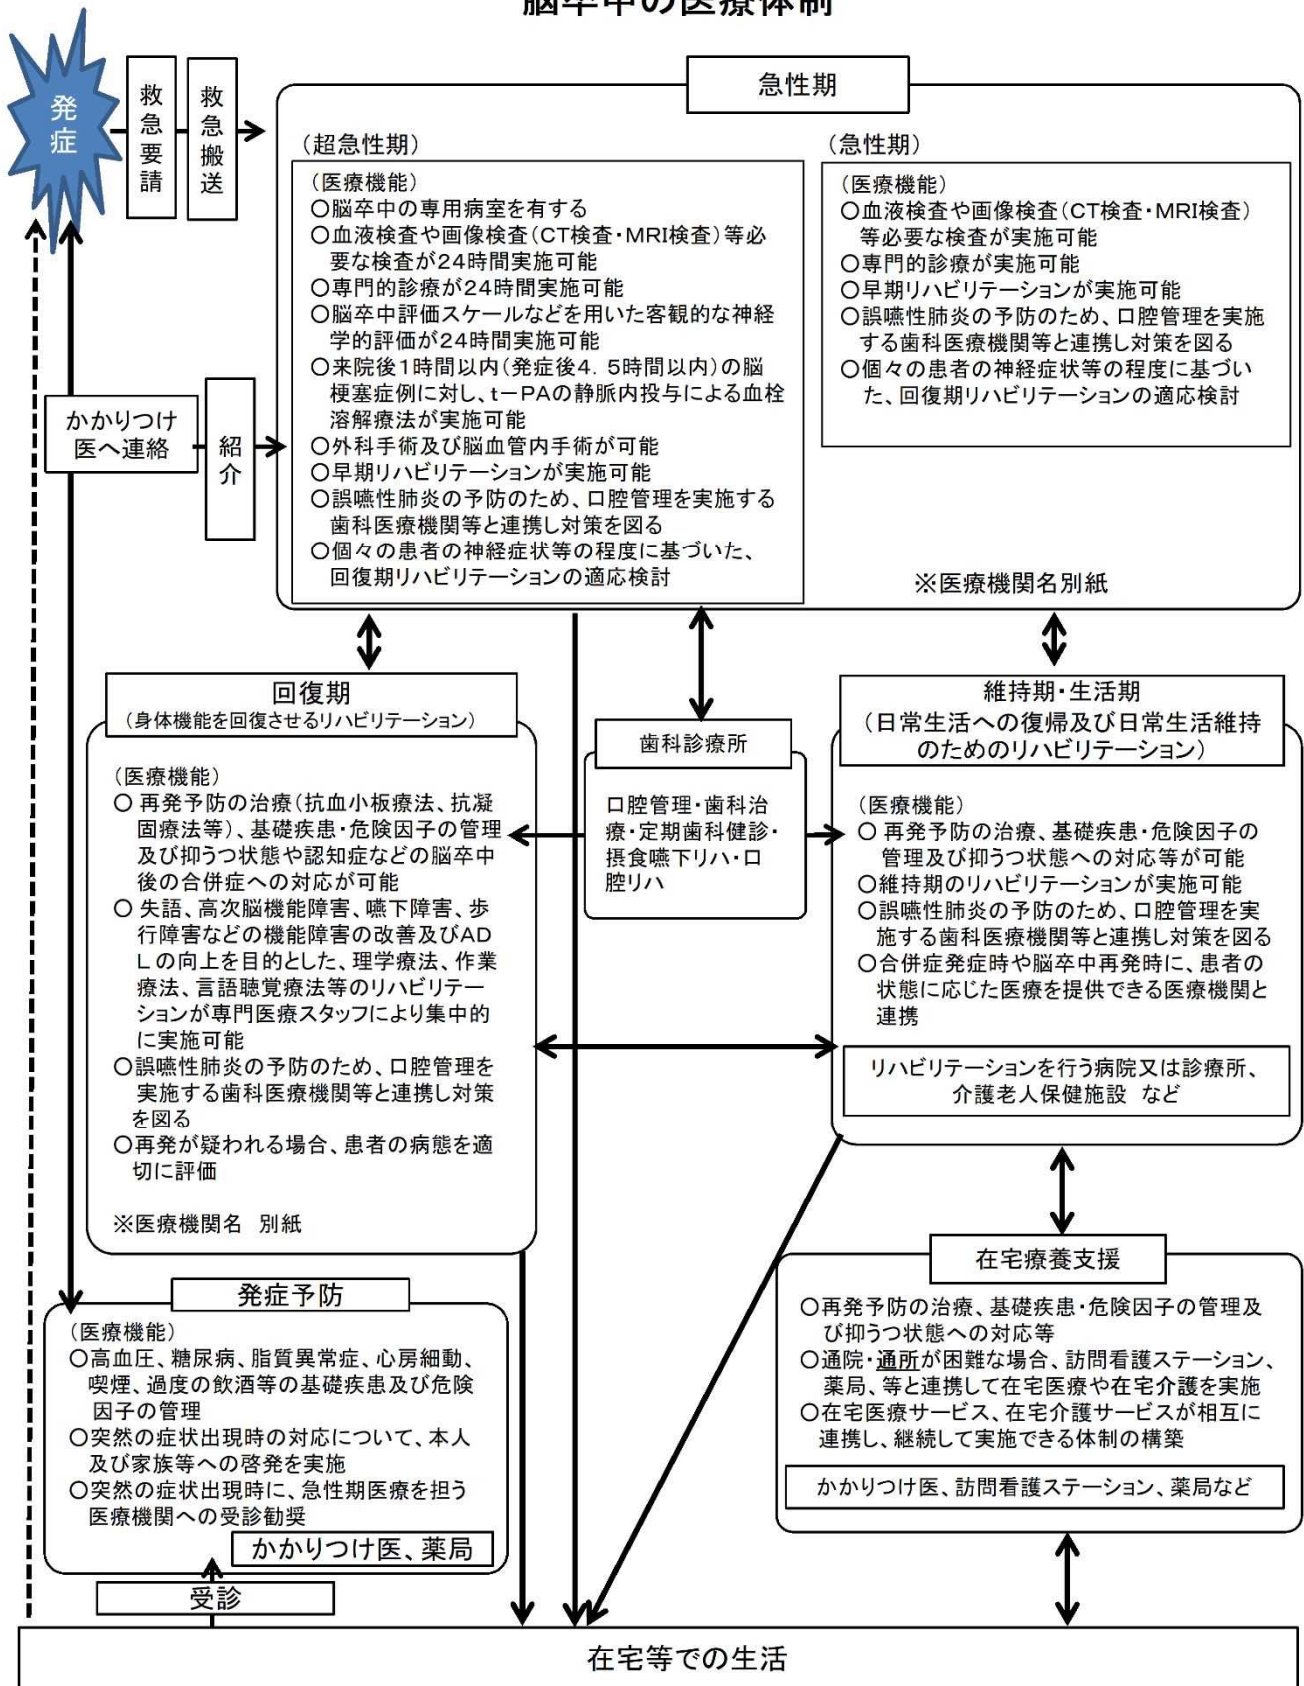 脳卒中の医療体制
発症
救急要請
救急搬送
急性期
（超急性期）
（医療機能）
○脳卒中の専用病室を有する
○血液検査や画像検査（CT検査・MRI検査）等必
要な検査が24時間実施可能
○専門的診療が24時間実施可能
○脳卒中評価スケールなどを用いた客観的な神経
学的評価が24時間実施可能
○来院後1時間以内（発症後4．5時間以内）の脳
梗塞症例に対し、t－PAの静脈内投与による血栓
溶解療法が実施可能
○外科手術及び脳血管内手術が可能
○早期リハビリテーションが実施可能
○誤嚥性肺炎の予防のため、口腔管理を実施する
歯科医療機関等と連携し対策を図る
○個々の患者の神経症状等の程度に基づいた、
回復期リハビリテーションの適応検討
（急性期）
（医療機能）
○血液検査や画像検査（CT検査・MRI検査）
等必要な検査が実施可能
○専門的診療が実施可能
○早期リハビリテーションが実施可能
○誤嚥性肺炎の予防のため、口腔管理を実施
する歯科医療機関等と連携し対策を図る
○個々の患者の神経症状等の程度に基づい
た、回復期リハビリテーションの適応検討
※医療機関名別紙
かかりつけ
医へ連絡
紹介
回復期
（身体機能を回復させるリハビリテーション）
（医療機能）
○ 再発予防の治療（抗血小板療法、抗凝
固療法等）、基礎疾患・危険因子の管理
及び抑うつ状態や認知症などの脳卒中
後の合併症への対応が可能
○ 失語、高次脳機能障害、嚥下障害、歩
行障害などの機能障害の改善及びAD
Lの向上を目的とした、理学療法、作業
療法、言語聴覚療法等のリハビリテー
ションが専門医療スタッフにより集中的
に実施可能
○誤嚥性肺炎の予防のため、口腔管理を
実施する歯科医療機関等と連携し対策
を図る
○再発が疑われる場合、患者の病態を適
切に評価
※医療機関名 別紙
歯科診療所
口腔管理・歯科治
療・定期歯科健診・
摂食嚥下リハ・口
腔リハ
維持期・生活期
（日常生活への復帰及び日常生活維持
のためのリハビリテーション）
（医療機能）
○ 再発予防の治療、基礎疾患・危険因子の
管理及び抑うつ状態への対応等が可能
○維持期のリハビリテーションが実施可能
○誤嚥性肺炎の予防のため、口腔管理を実
施する歯科医療機関等と連携し対策を図る
○合併症発症時や脳卒中再発時に、患者の
状態に応じた医療を提供できる医療機関と
連携
リハビリテーションを行う病院又は診療所、
介護老人保健施設 など
発症予防
（医療機能）
○高血圧、糖尿病、脂質異常症、心房細動、
喫煙、過度の飲酒等の基礎疾患及び危険
因子の管理
○突然の症状出現時の対応について、本人
及び家族等への啓発を実施
○突然の症状出現時に、急性期医療を担う
医療機関への受診勧奨
かかりつけ医、薬局
受診
在宅療養支援
○再発予防の治療、基礎疾患・危険因子の管理及
び抑うつ状態への対応等
○通院・通所が困難な場合、訪問看護ステーション、
薬局、等と連携して在宅医療や在宅介護を実施
○在宅医療サービス、在宅介護サービスが相互に
連携し、継続して実施できる体制の構築
かかりつけ医、訪問看護ステーション、薬局など
在宅等での生活